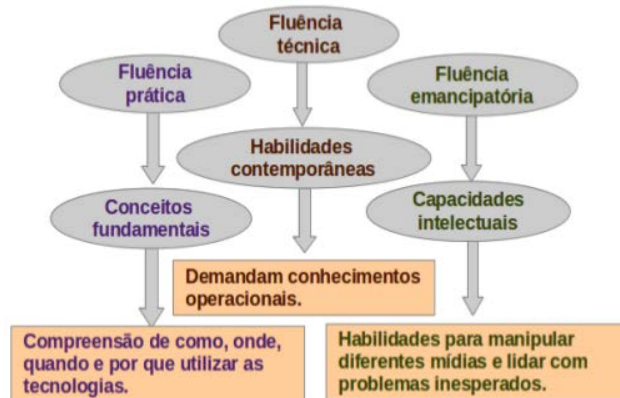 Fluência
técnica
Fluência
prática
Fluência
emancipatória
Habilidades
contemporâneas
Conceitos
fundamentais
Capacidades
intelectuais
Demandam conhecimentos
operacionais.
Compreensão de como, onde,
quando e por que utilizar as
tecnologias.
Habilidades para manipular
diferentes mídias e lidar com
problemas inesperados.